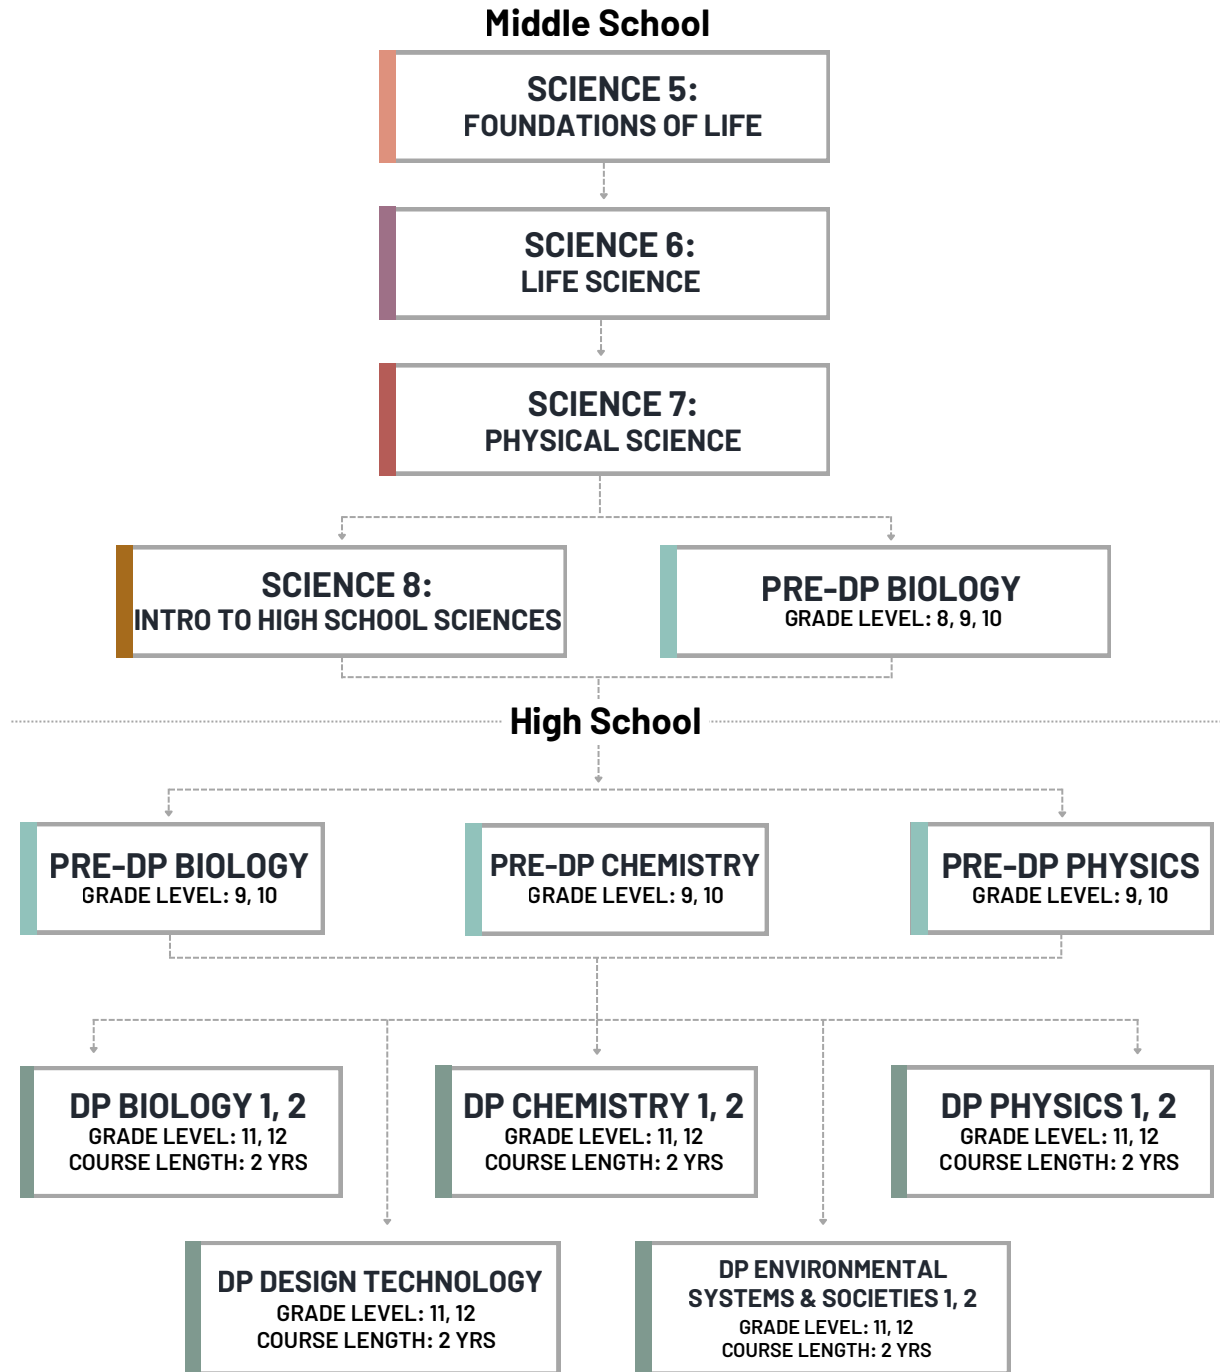 Middle School
SCIENCE 5:
FOUNDATIONS OF LIFE
SCIENCE 6:
LIFE SCIENCE
SCIENCE 7:
PHYSICAL SCIENCE
SCIENCE 8:
INTRO TO HIGH SCHOOL SCIENCES
PRE-DP BIOLOGY
GRADE LEVEL: 8, 9, 10
High School
PRE-DP BIOLOGY
GRADE LEVEL: 9, 10
PRE-DP CHEMISTRY
GRADE LEVEL: 9, 10
PRE-DP PHYSICS
GRADE LEVEL: 9, 10
DP BIOLOGY 1, 2
GRADE LEVEL: 11, 12
COURSE LENGTH: 2 YRS
DP CHEMISTRY 1, 2
GRADE LEVEL: 11, 12
COURSE LENGTH: 2 YRS
DP PHYSICS 1, 2
GRADE LEVEL: 11, 12
COURSE LENGTH: 2 YRS
DP DESIGN TECHNOLOGY
GRADE LEVEL: 11, 12
COURSE LENGTH: 2 YRS
DP ENVIRONMENTAL
SYSTEMS & SOCIETIES 1, 2
GRADE LEVEL: 11, 12
COURSE LENGTH: 2 YRS